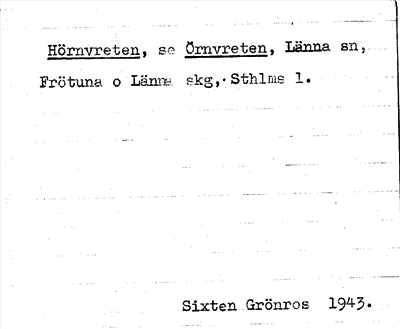 Hörnvreten, se Örnvreten, Länna sn,
Frötuna o Länna skg, Sthlms l.
Sixten Grönros 1943.